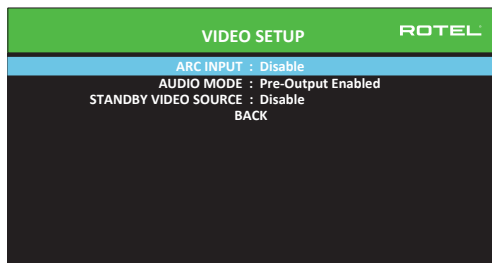 VIDEO SETUP
ROTEL
ARC INPUT : Disable
AUDIO MODE : Pre-Output Enabled
STANDBY VIDEO SOURCE : Disable
BACK